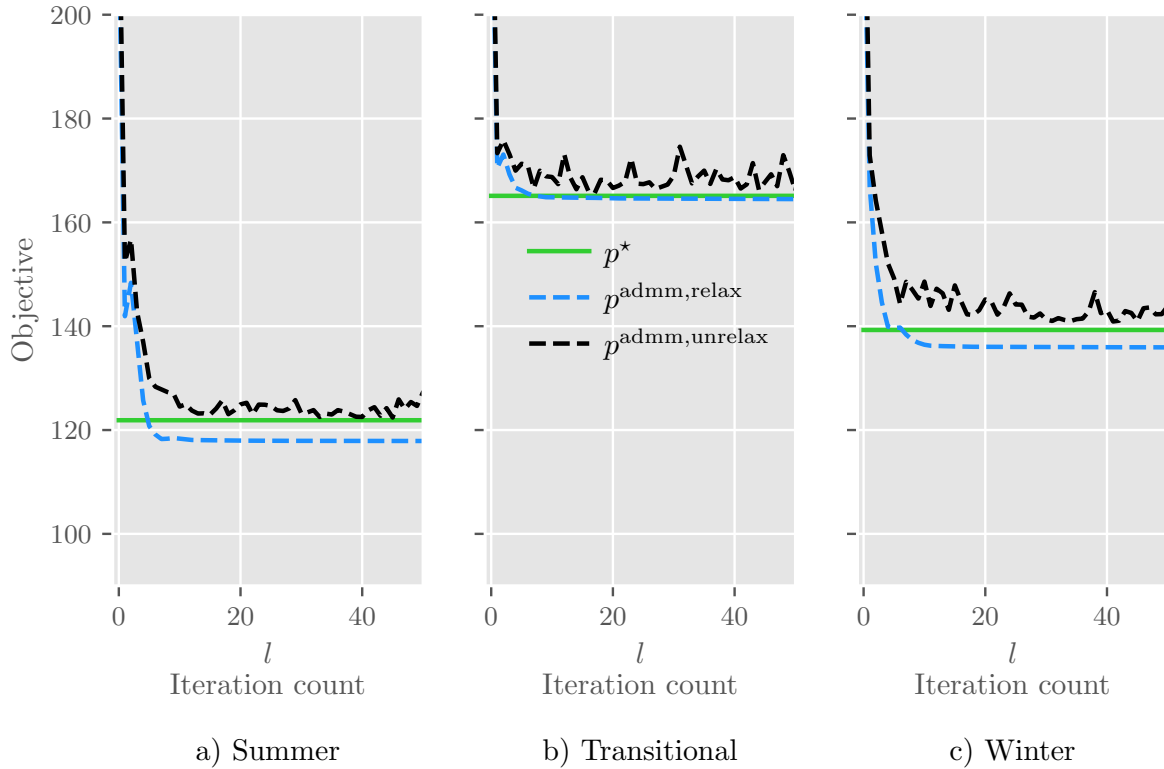 200
180
160
140
120
100
Objective
p⋆
p^admm,relax
p^admm,unrelax
0 20 40
0 20 40
0 20 40
l
l
l
Iteration count
Iteration count
Iteration count
a) Summer
b) Transitional
c) Winter